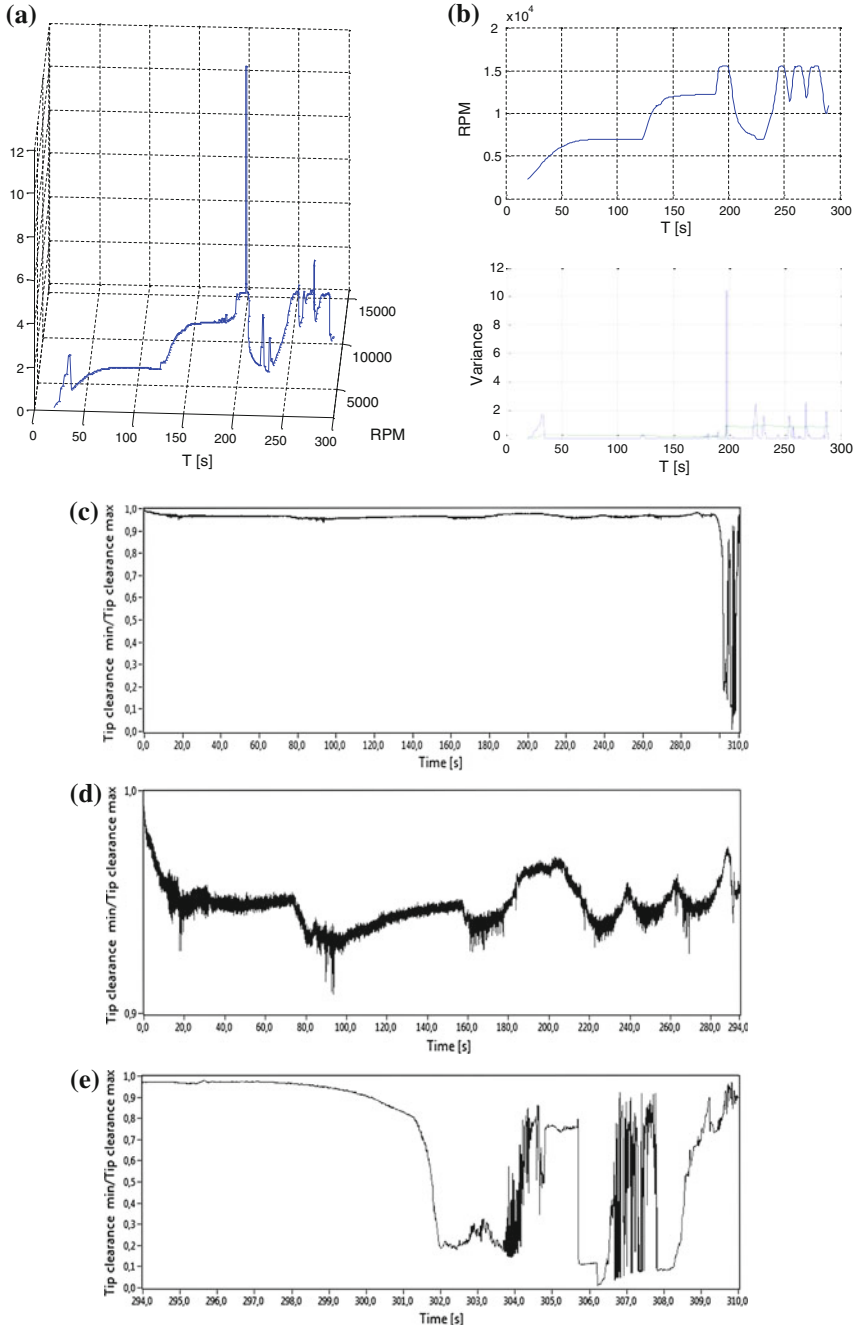 (a)
12
10
8
6
4
2
0
0
50
100
150
200
250
300
T [s]
5000
10000
15000
RPM
(b)
x10^4
2
1.5
1
0.5
0
RPM
0 50 100 150 200 250 300
T [s]
12
10
8
6
4
2
0
Variance
0 50 100 150 200 250 300
T [s]
(c)
Tip clearance min/Tip clearance max
1,0
0,9
0,8
0,7
0,6
0,5
0,4
0,3
0,2
0,1
0,0
0,0 20,0 40,0 60,0 80,0 100,0 120,0 140,0 160,0 180,0 200,0 220,0 240,0 260,0 280,0 310,0
Time [s]
(d)
Tip clearance min/Tip clearance max
1,0
0,9
0,0 20,0 40,0 60,0 80,0 100,0 120,0 140,0 160,0 180,0 200,0 220,0 240,0 260,0 280,0 294,0
Time [s]
(e)
Tip clearance min/Tip clearance max
1,0
0,9
0,8
0,7
0,6
0,5
0,4
0,3
0,2
0,1
0,0
294,0 295,0 296,0 297,0 298,0 299,0 300,0 301,0 302,0 303,0 304,0 305,0 306,0 307,0 308,0 309,0 310,0
Time [s]